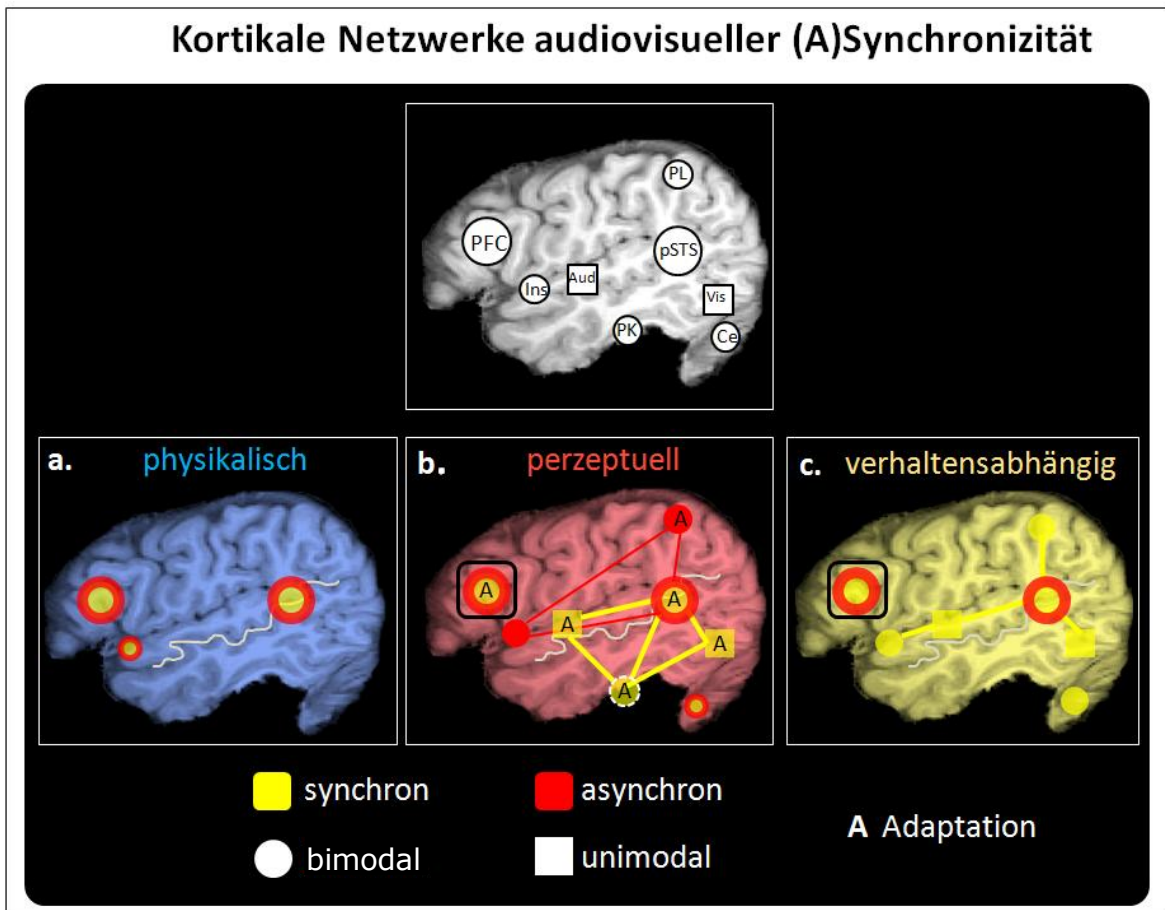 Kortikale Netzwerke audiovisueller (A)Synchronizität
PL
PFC
pSTS
Aud
Ins
Vis
PK
Ce
a. physikalisch
b. perzeptuell
c. verhaltensabhängig
A
A
A
A
A
A
synchron
asynchron
A Adaptation
bimodal
unimodal